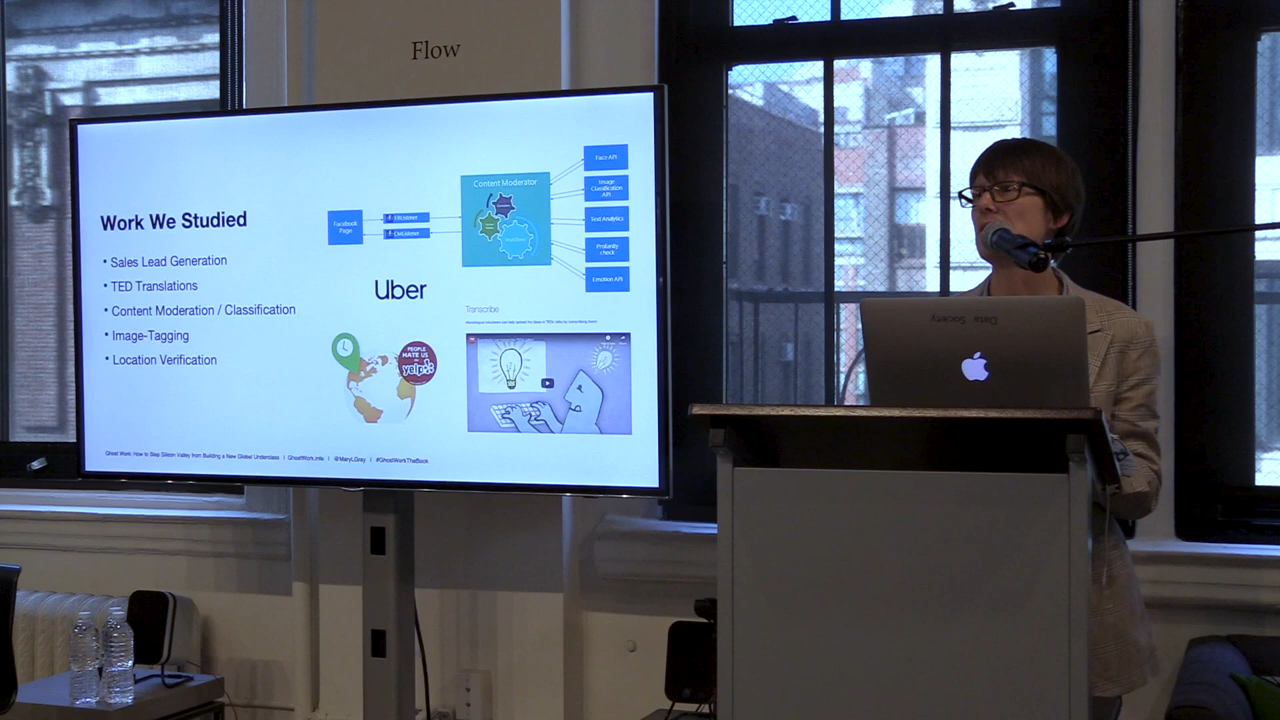 Flow
Work We Studied
• Sales Lead Generation
• TED Translations
• Content Moderation / Classification
• Image-Tagging
• Location Verification
Facebook
Page
Content Moderator
Face API
Image
Classification
API
Text Analytics
Profanity
check
Emotion API
Uber
PEOPLE
HATE US
yelp
Transcribe
Ghost Work: How to Stop Silicon Valley from Building a New Global Underclass | GhostWork.info | @MaryLGray | #GhostWorkTheBook
Data Society